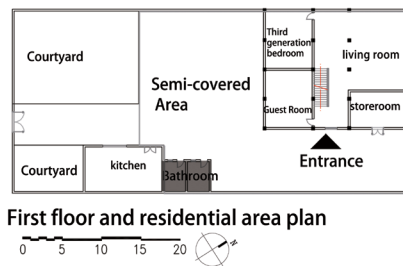 Third
generation
bedroom
living room
Courtyard
Semi-covered
Area
Guest Room
storeroom
Entrance
Courtyard
kitchen
Bathroom
First floor and residential area plan
0 5 10 15 20
N